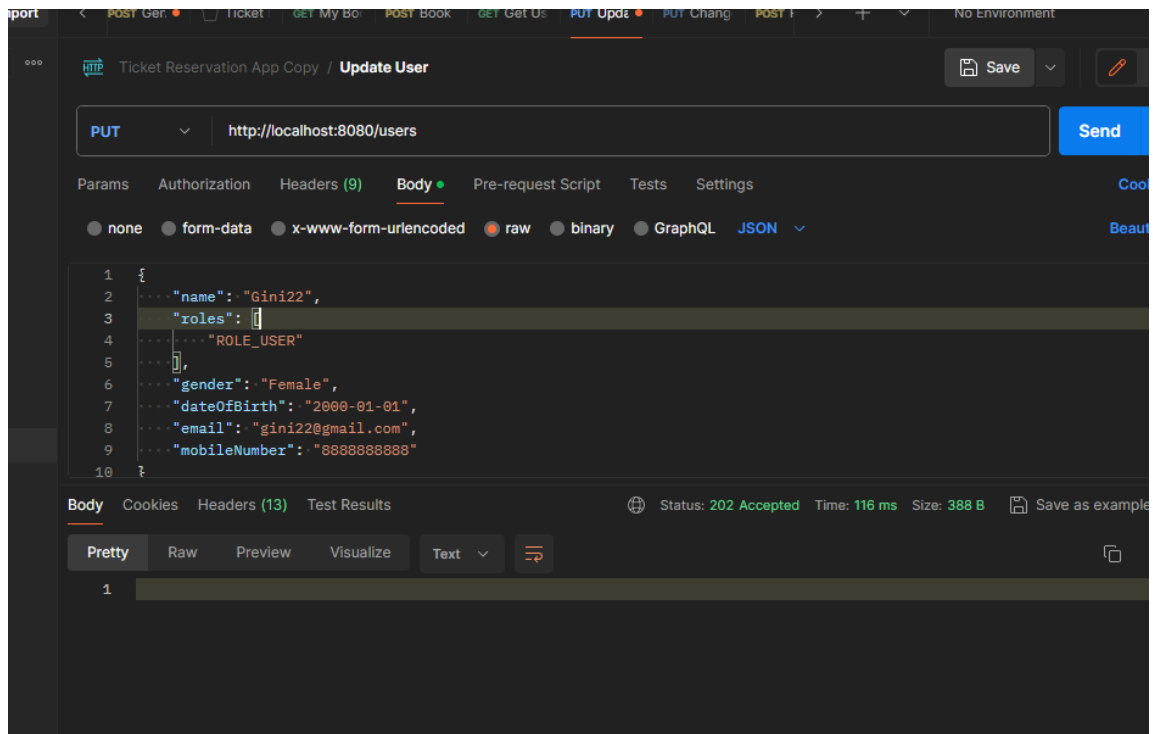 port
POST Ger
Ticket
GET My Bo
POST Book
GET Get Us
PUT Upda
PUT Chang
POST
No Environment
HTTP Ticket Reservation App Copy / Update User
Save
PUT http://localhost:8080/users
Send
Params Authorization Headers (9) Body Pre-request Script Tests Settings Cool
none form-data x-www-form-urlencoded raw binary GraphQL JSON Beaut
1 {
2 "name": "Gini22",
3 "roles": [
4 "ROLE_USER"
5 ],
6 "gender": "Female",
7 "dateOfBirth": "2000-01-01",
8 "email": "gini22@gmail.com",
9 "mobileNumber": "8888888888"
10 }
Body Cookies Headers (13) Test Results Status: 202 Accepted Time: 116 ms Size: 388 B Save as example
Pretty Raw Preview Visualize Text
1